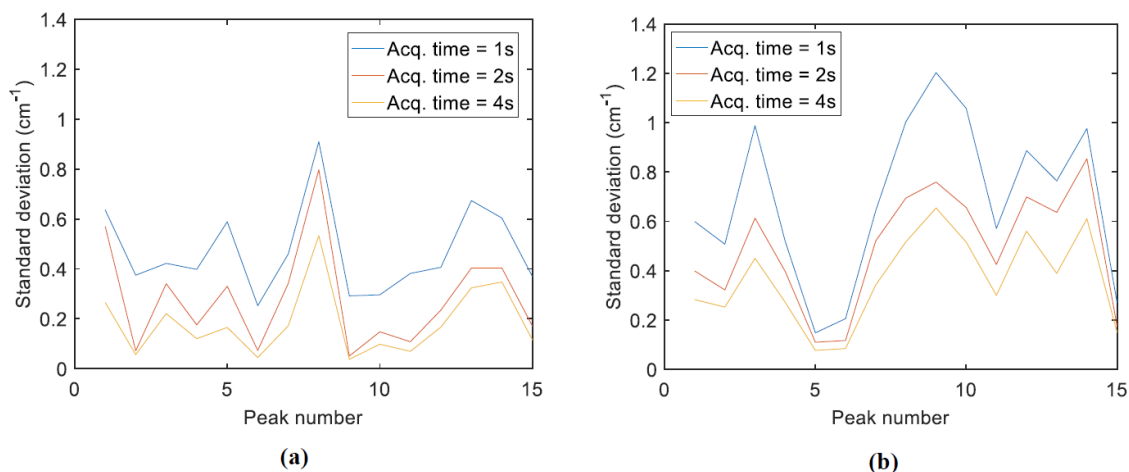 1.4
1.2
1
0.8
0.6
0.4
0.2
0
0
5
10
15
Standard deviation (cm⁻¹)
Peak number
Acq. time = 1s
Acq. time = 2s
Acq. time = 4s
(a)
1.4
1.2
1
0.8
0.6
0.4
0.2
0
0
5
10
15
Standard deviation (cm⁻¹)
Peak number
Acq. time = 1s
Acq. time = 2s
Acq. time = 4s
(b)